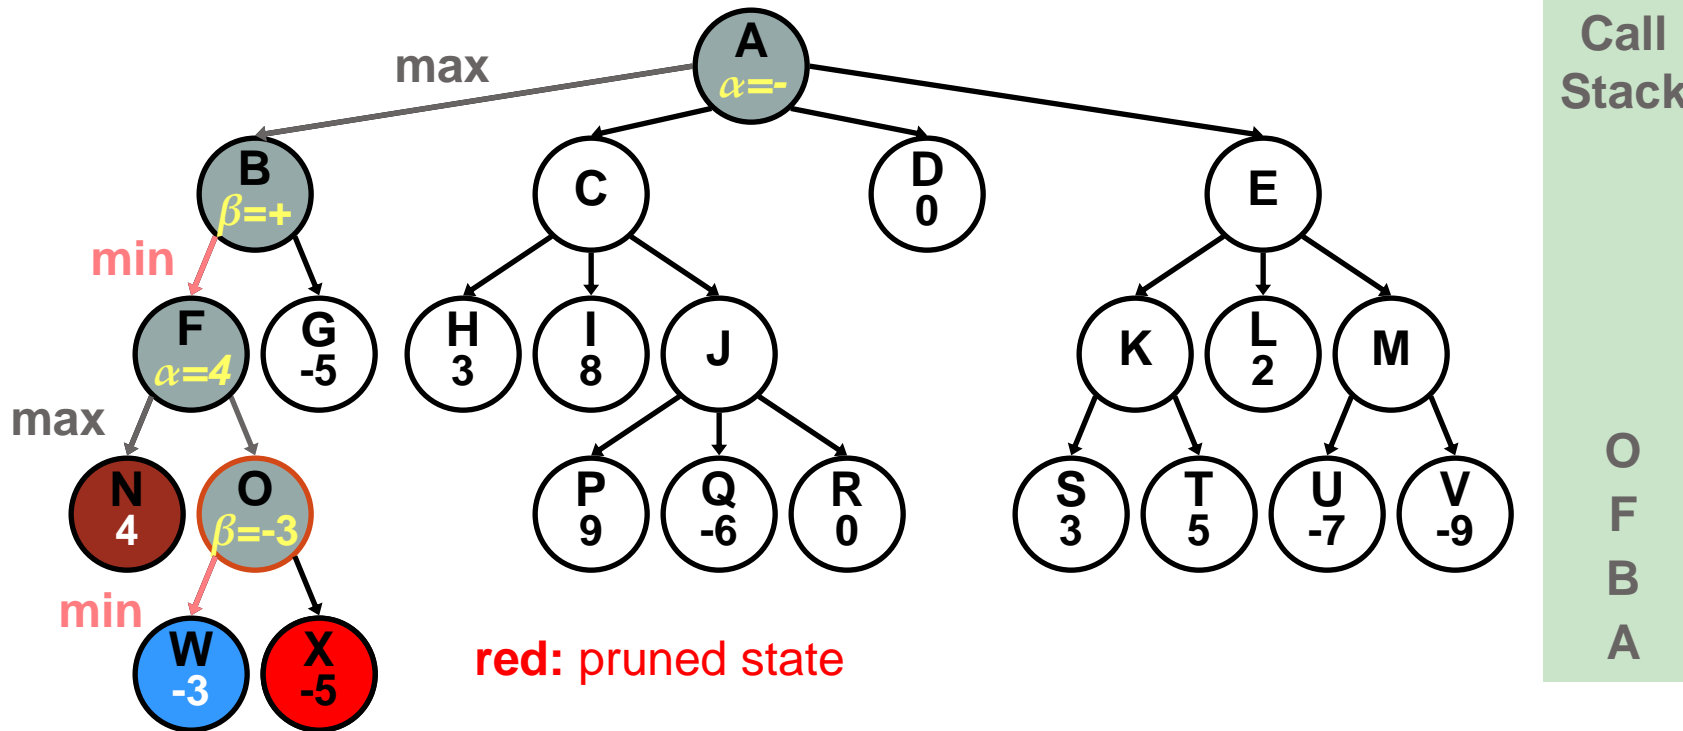 A
α=-
max
Call
Stack
B
β=+
C
D
0
E
min
F
α=4
G
-5
H
3
I
8
J
K
L
2
M
max
N
4
O
β=-3
P
9
Q
-6
R
0
S
3
T
5
U
-7
V
-9
O
F
B
A
min
W
-3
X
-5
red: pruned state